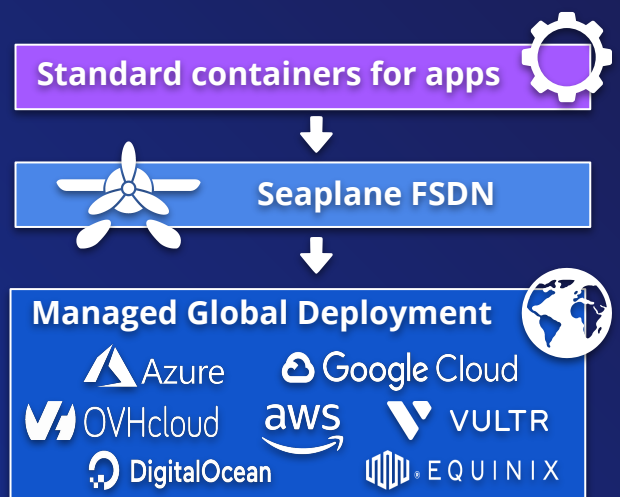 Standard containers for apps
Seaplane FSDN
Managed Global Deployment
Azure Google Cloud
OVHcloud aws VULTR
DigitalOcean EQUINIX